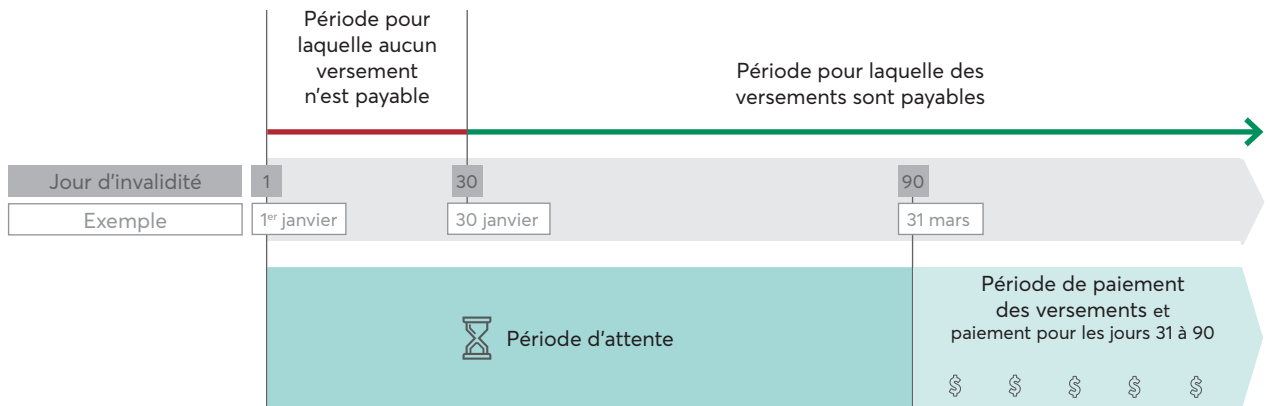 Période pour
laquelle aucun
versement
n'est payable
Période pour laquelle des
versements sont payables
Jour d'invalidité
1
30
90
Exemple
1er janvier
30 janvier
31 mars
Période d'attente
Période de paiement
des versements et
paiement pour les jours 31 à 90
$ $ $ $ $